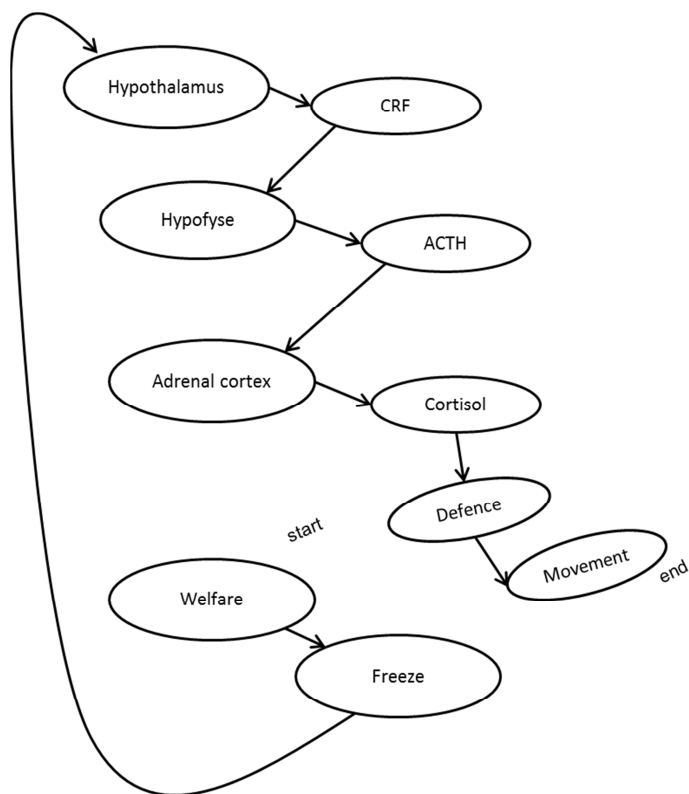 Hypothalamus
CRF
Hypofyse
ACTH
Adrenal cortex
Cortisol
Defence
start
Movement
end
Welfare
Freeze